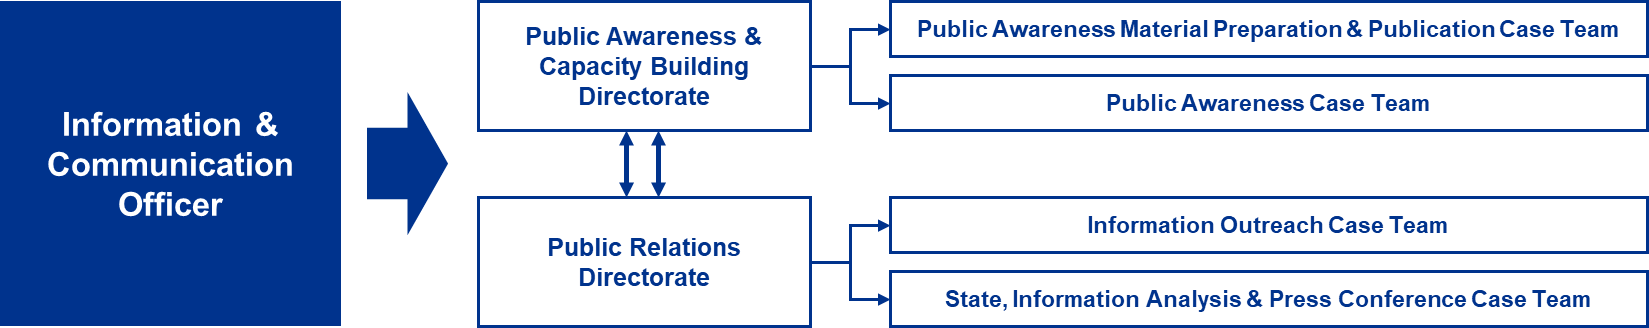 Information &
Communication
Officer
Public Awareness &
Capacity Building
Directorate
Public Awareness Material Preparation & Publication Case Team
Public Awareness Case Team
Public Relations
Directorate
Information Outreach Case Team
State, Information Analysis & Press Conference Case Team